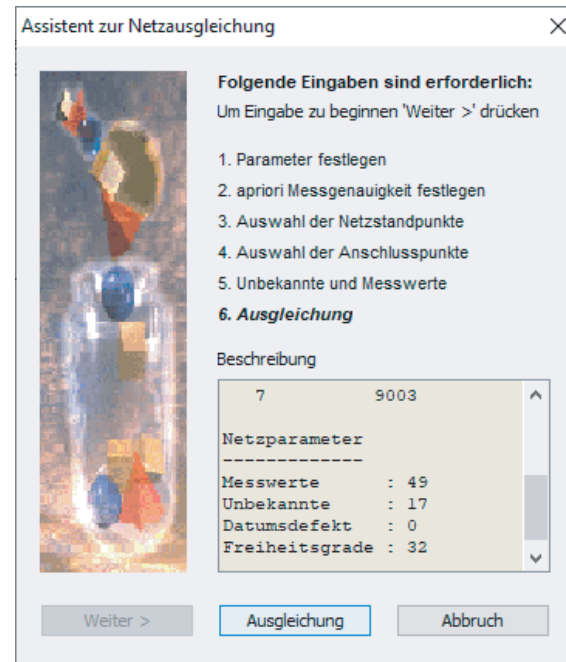 Assistent zur Netzausgleichung
Folgende Eingaben sind erforderlich:
Um Eingabe zu beginnen 'Weiter >' drücken
1. Parameter festlegen
2. apriori Messgenauigkeit festlegen
3. Auswahl der Netzstandpunkte
4. Auswahl der Anschlusspunkte
5. Unbekannte und Messwerte
6. Ausgleichung
Beschreibung
7 9003
Netzparameter
-------------
Messwerte : 49
Unbekannte : 17
Datumsdefekt : 0
Freiheitsgrade : 32
Weiter > Ausgleichung Abbruch